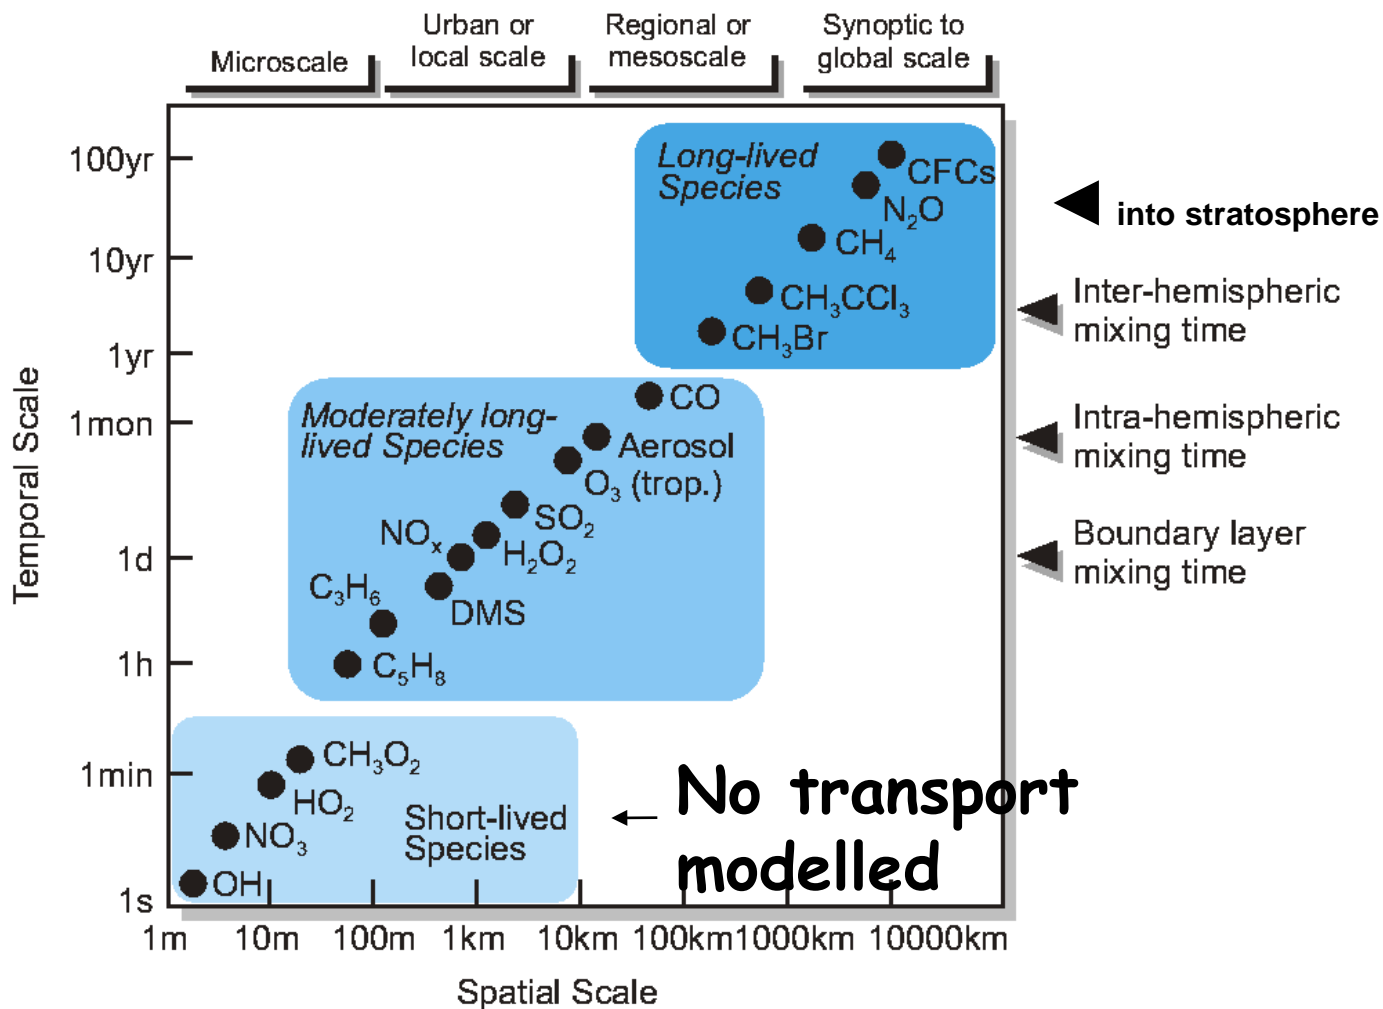 Microscale
Urban or
local scale
Regional or
mesoscale
Synoptic to
global scale
Temporal Scale
100yr
10yr
1yr
1mon
1d
1h
1min
1s
Long-lived
Species
CFCs
N₂O
CH₄
CH₃CCl₃
CH₃Br
Moderately long-
lived Species
CO
Aerosol
O₃ (trop.)
SO₂
NOₓ
H₂O₂
C₃H₆
DMS
C₅H₈
CH₃O₂
HO₂
NO₃
OH
Short-lived
Species
No transport
modelled
into stratosphere
Inter-hemispheric
mixing time
Intra-hemispheric
mixing time
Boundary layer
mixing time
1m 10m 100m 1km 10km 100km 1000km 10000km
Spatial Scale